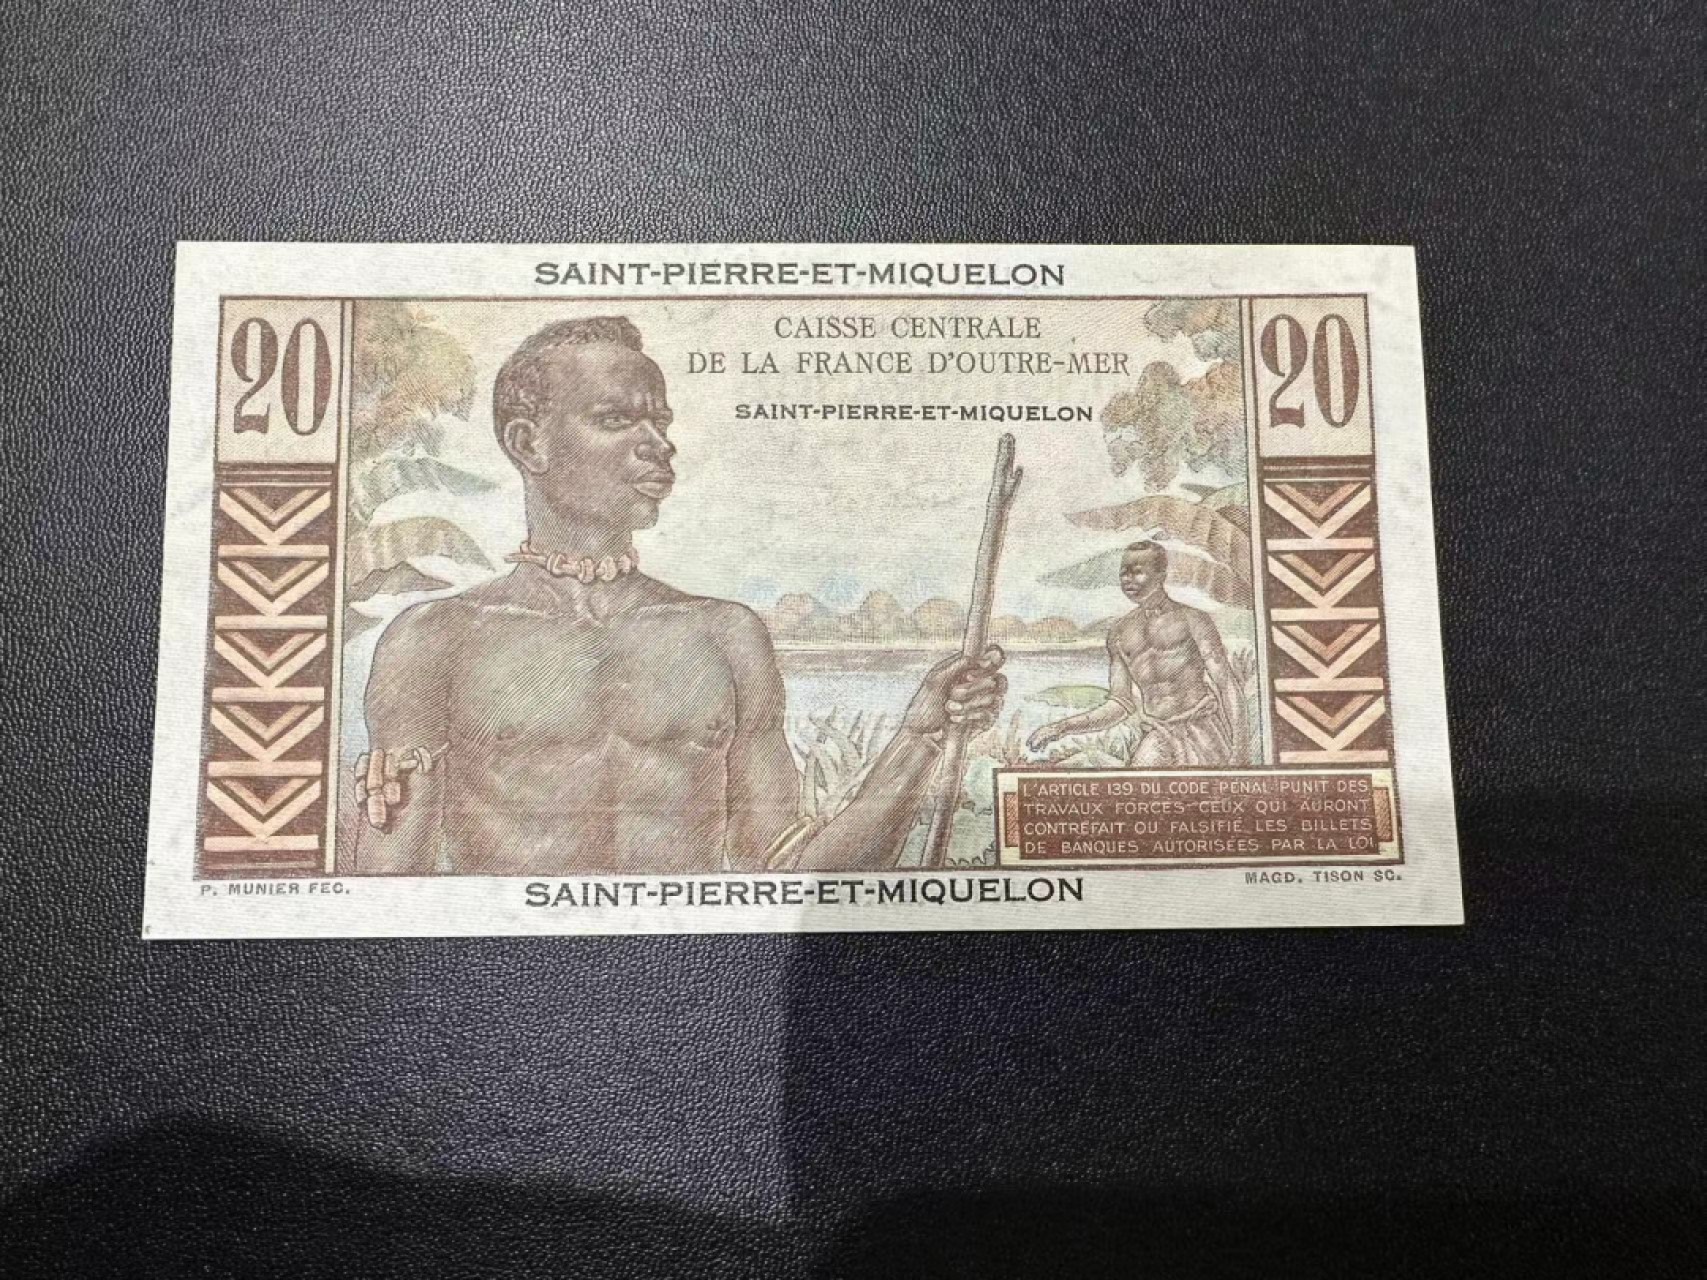 SAINT-PIERRE-ET-MIQUELON
20
20
CAISSE CENTRALE
DE LA FRANCE D'OUTRE-MER
SAINT-PIERRE-ET-MIQUELON
L'ARTICLE 139 DU CODE PÉNAL PUNIT DES
TRAVAUX FORCÉS CEUX QUI AURONT
CONTREFAIT OU FALSIFIÉ LES BILLETS
DE BANQUES AUTORISÉES PAR LA LOI
P. MUNIER FEC.
SAINT-PIERRE-ET-MIQUELON
MAGD. TISON SC.